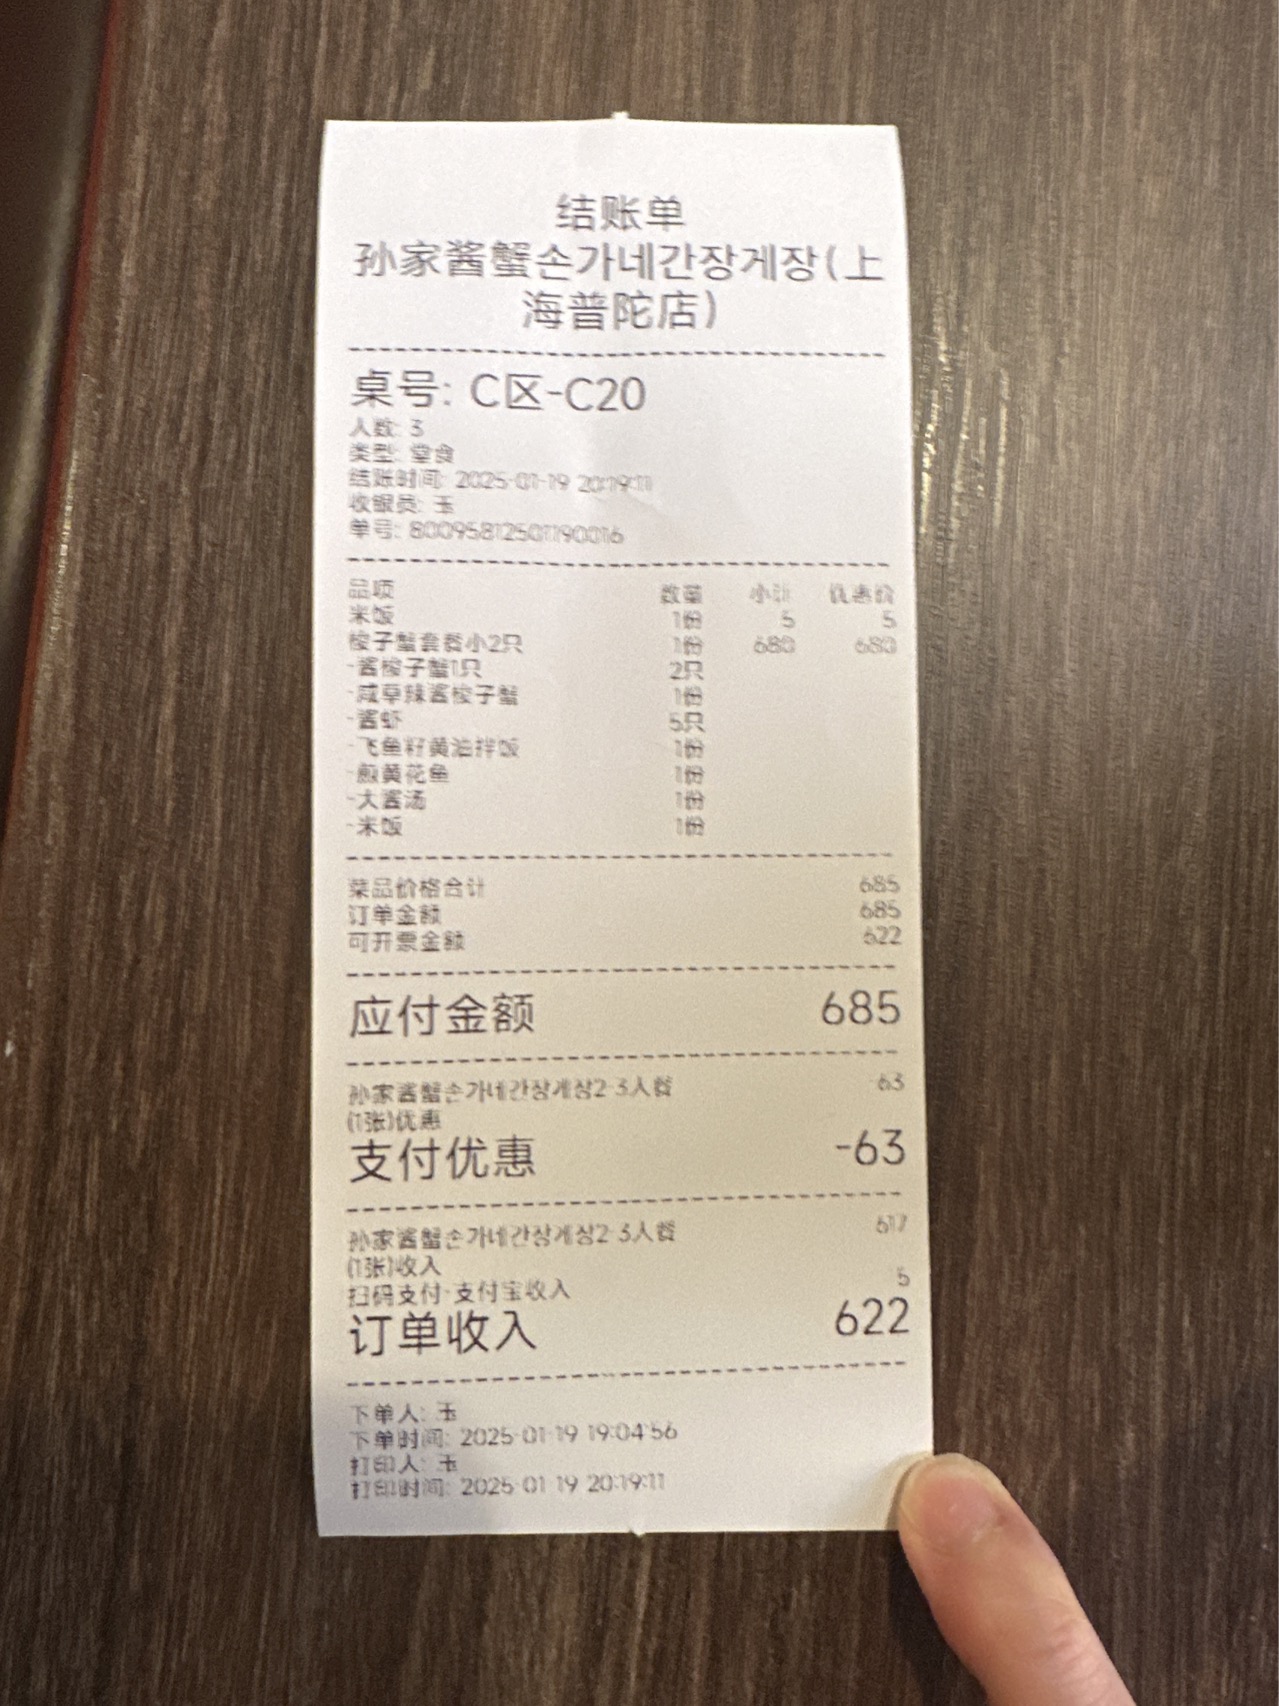 结账单
孙家酱蟹손가네간장게장(上
海普陀店)
桌号: C区-C20
人数: 3
类型: 堂食
结账时间: 2025-01-19 20:19:11
收银员: 玉
单号: 80095812501190016
品项 数量 小计 优惠价
米饭 1份 5 5
梭子蟹套餐小2只 1份 680 680
-酱梭子蟹1只 2只
-咸草辣酱梭子蟹 1份
-酱虾 5只
-飞鱼籽黄油拌饭 1份
-煎黄花鱼 1份
-大酱汤 1份
-米饭 1份
菜品价格合计 685
订单金额 685
可开票金额 622
应付金额 685
孙家酱蟹손가네간장게장2-3人餐 -63
(1张)优惠
支付优惠 -63
孙家酱蟹손가네간장게장2-3人餐 617
(1张)收入
扫码支付-支付宝收入 5
订单收入 622
下单人: 玉
下单时间: 2025-01-19 19:04:56
打印人: 玉
打印时间: 2025-01-19 20:19:11